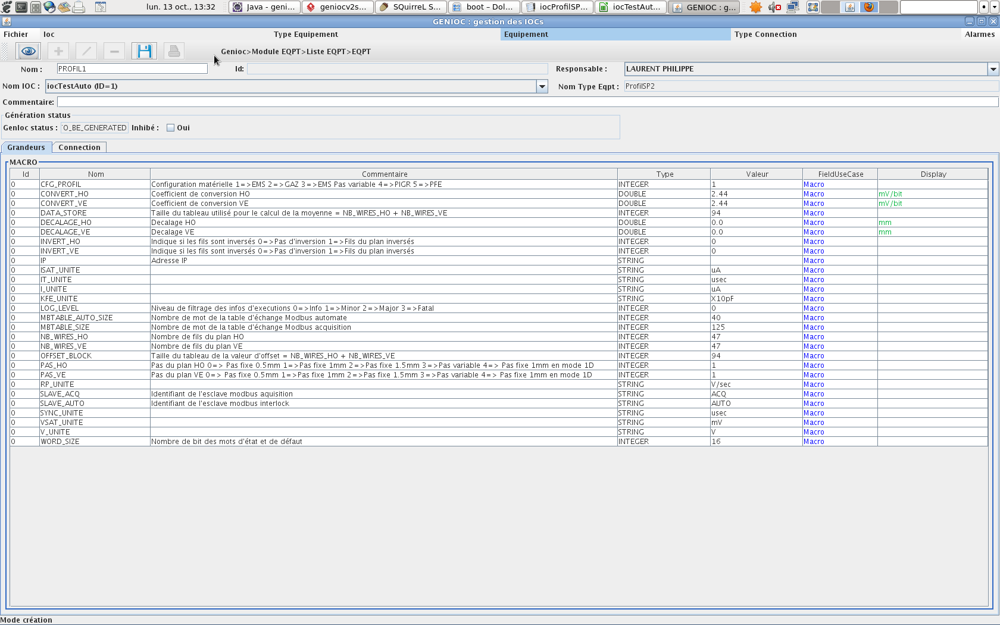 lun. 13 oct., 13:32 Java - geni... geniocv2s... SQuirreL S... boot – Dol... iocProfilSP... iocTestAut... GENIOC : g...
GENIOC : gestion des IOCs
Fichier Ioc Type Equipement Equipement Type Connection Alarmes
Genioc>Module EQPT>Liste EQPT>EQPT
Nom : PROFIL1 Id: Responsable : LAURENT PHILIPPE
Nom IOC : iocTestAuto (ID=1) Nom Type Eqpt : ProfilSP2
Commentaire:
Génération status
GenIoc status : O_BE_GENERATED Inhibé : Oui
Grandeurs Connection
MACRO
Id Nom Commentaire Type Valeur FieldUseCase Display
0 CFG_PROFIL Configuration matérielle 1=>EMS 2=>GAZ 3=>EMS Pas variable 4=>PIGR 5=>PFE INTEGER 1 Macro
0 CONVERT_HO Coefficient de conversion HO DOUBLE 2.44 Macro mV/bit
0 CONVERT_VE Coefficient de conversion VE DOUBLE 2.44 Macro mV/bit
0 DATA_STORE Taille du tableau utilisé pour le calcul de la moyenne = NB_WIRES_HO + NB_WIRES_VE INTEGER 94 Macro
0 DECALAGE_HO Decalage HO DOUBLE 0.0 Macro mm
0 DECALAGE_VE Decalage VE DOUBLE 0.0 Macro mm
0 INVERT_HO Indique si les fils sont inversés 0=>Pas d'inversion 1=>Fils du plan inversés INTEGER 0 Macro
0 INVERT_VE Indique si les fils sont inversés 0=>Pas d'inversion 1=>Fils du plan inversés INTEGER 0 Macro
0 IP Adresse IP STRING Macro
0 ISAT_UNITE STRING uA Macro
0 IT_UNITE STRING usec Macro
0 I_UNITE STRING uA Macro
0 KFE_UNITE STRING X10pF Macro
0 LOG_LEVEL Niveau de filtrage des infos d'executions 0=>Info 1=>Minor 2=>Major 3=>Fatal INTEGER 0 Macro
0 MBTABLE_AUTO_SIZE Nombre de mot de la table d'échange Modbus automate INTEGER 40 Macro
0 MBTABLE_SIZE Nombre de mot de la table d'échange Modbus acquisition INTEGER 125 Macro
0 NB_WIRES_HO Nombre de fils du plan HO INTEGER 47 Macro
0 NB_WIRES_VE Nombre de fils du plan VE INTEGER 47 Macro
0 OFFSET_BLOCK Taille du tableau de la valeur d'offset = NB_WIRES_HO + NB_WIRES_VE INTEGER 94 Macro
0 PAS_HO Pas du plan HO 0=> Pas fixe 0.5mm 1=>Pas fixe 1mm 2=>Pas fixe 1.5mm 3=>Pas variable 4=> Pas fixe 1mm en mode 1D INTEGER 1 Macro
0 PAS_VE Pas du plan VE 0=> Pas fixe 0.5mm 1=>Pas fixe 1mm 2=>Pas fixe 1.5mm 3=>Pas variable 4=> Pas fixe 1mm en mode 1D INTEGER 1 Macro
0 RP_UNITE STRING V/sec Macro
0 SLAVE_ACQ Identifiant de l'esclave modbus aquisition STRING ACQ Macro
0 SLAVE_AUTO Identifiant de l'esclave modbus interlock STRING AUTO Macro
0 SYNC_UNITE STRING usec Macro
0 VSAT_UNITE STRING mV Macro
0 V_UNITE STRING V Macro
0 WORD_SIZE Nombre de bit des mots d'état et de défaut INTEGER 16 Macro
Mode création